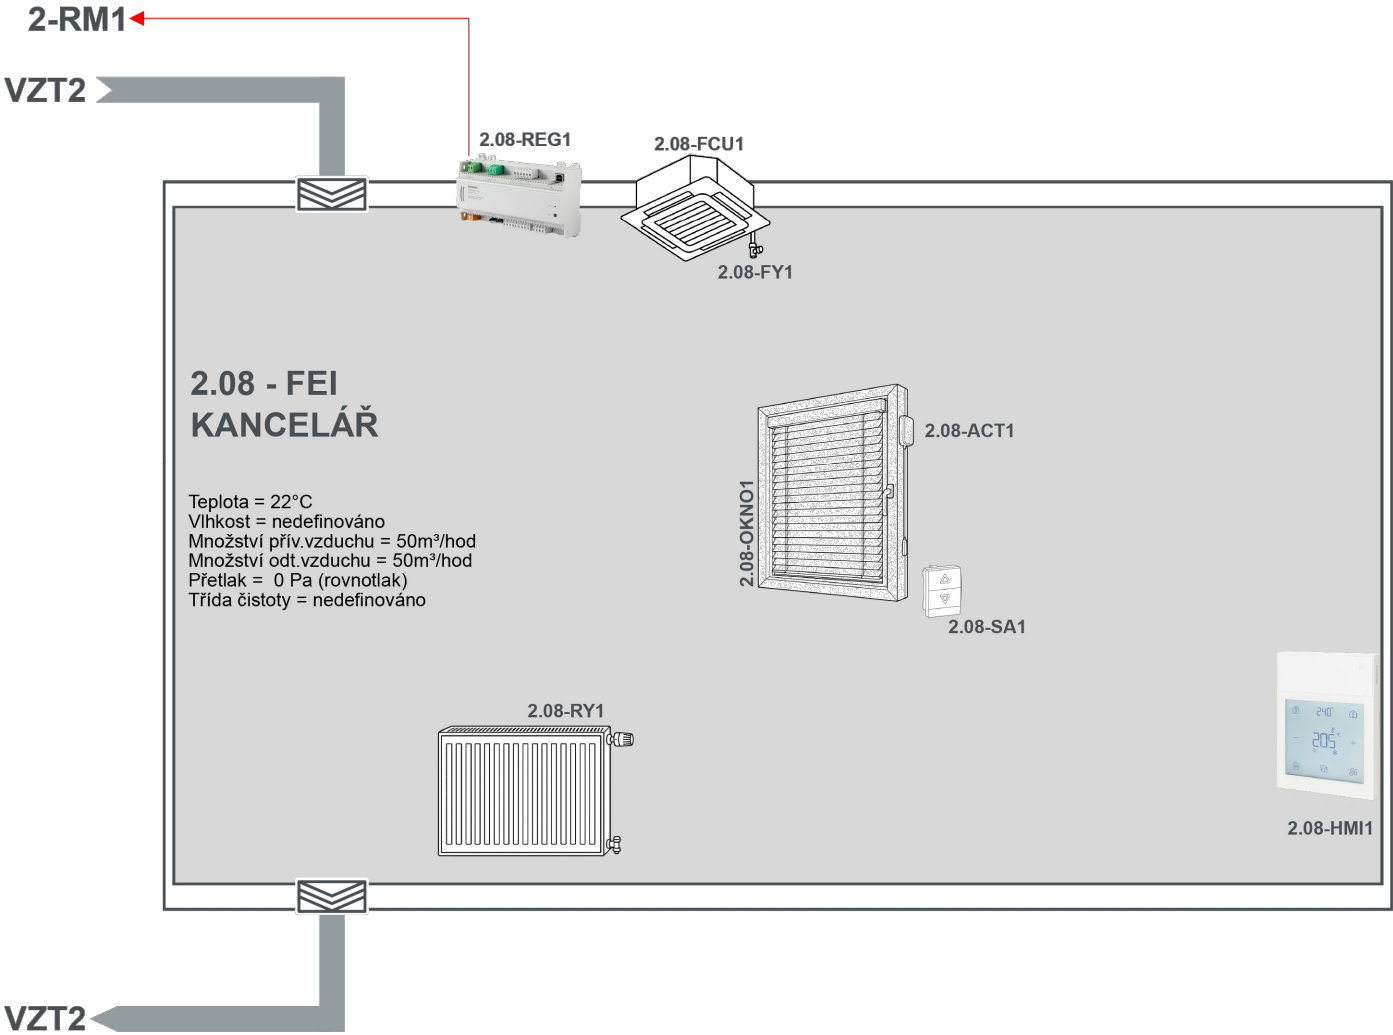 2-RM1
VZT2
2.08-REG1
2.08-FCU1
2.08-FY1
2.08 - FEI
KANCELÁŘ
2.08-ACT1
2.08-OKNO1
Teplota = 22°C
Vlhkost = nedefinováno
Množství přív.vzduchu = 50m³/hod
Množství odt.vzduchu = 50m³/hod
Přetlak = 0 Pa (rovnotlak)
Třída čistoty = nedefinováno
2.08-SA1
2.08-RY1
240°
205
2.08-HMI1
VZT2